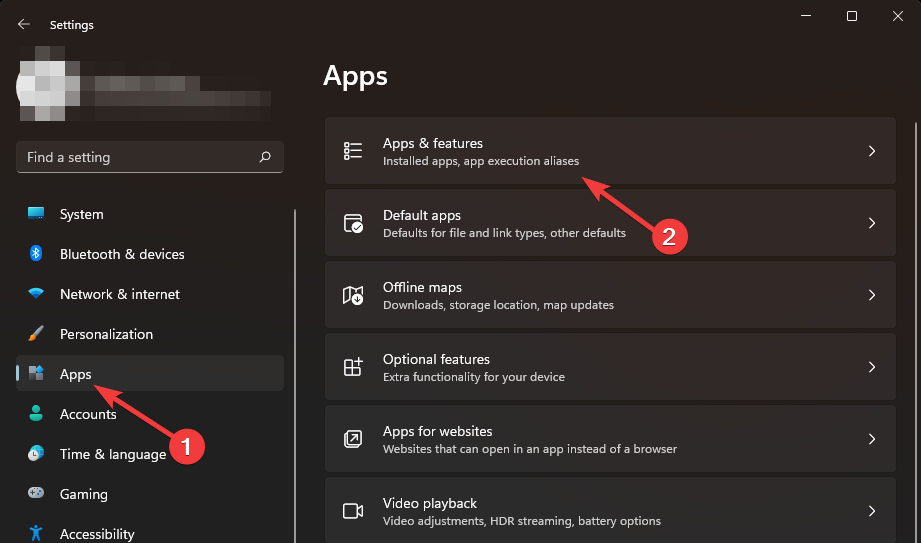 Settings
Find a setting
System
Bluetooth & devices
Network & internet
Personalization
Apps
Accounts
Time & language
Gaming
Accessibility
1
Apps
Apps & features
Installed apps, app execution aliases
2
Default apps
Defaults for file and link types, other defaults
Offline maps
Downloads, storage location, map updates
Optional features
Extra functionality for your device
Apps for websites
Websites that can open in an app instead of a browser
Video playback
Video adjustments, HDR streaming, battery options